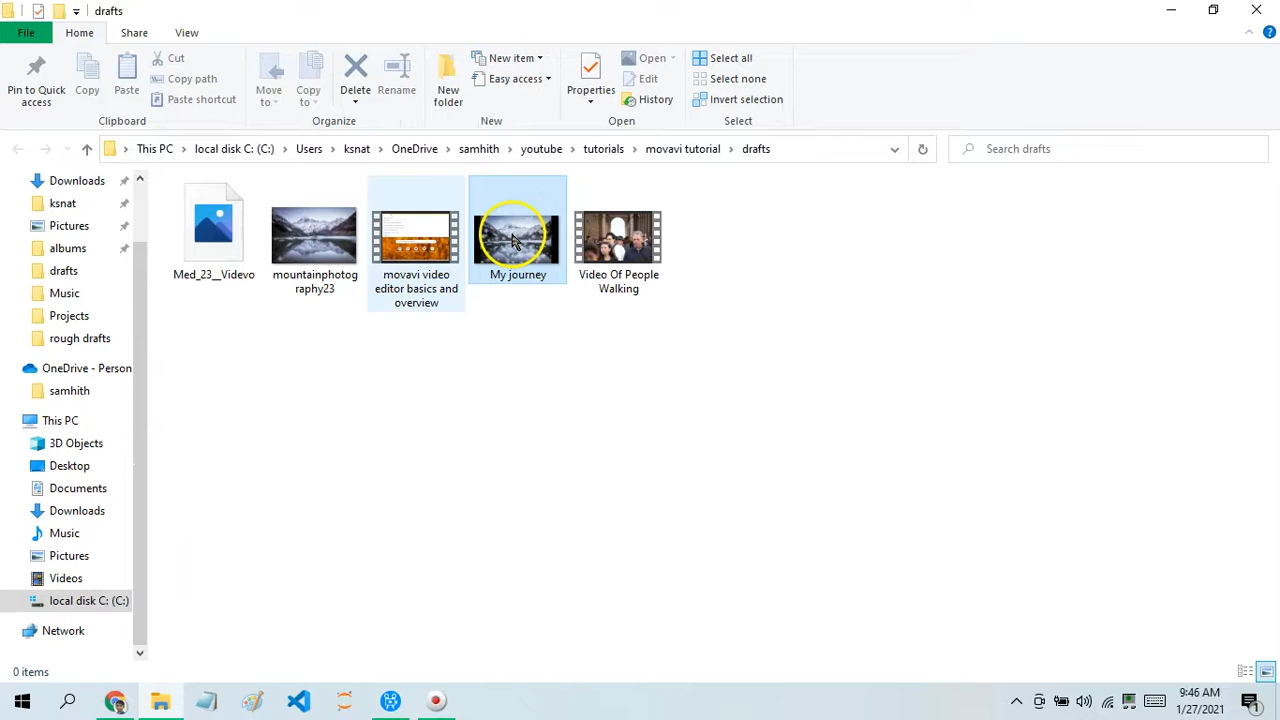 drafts
File Home Share View
Pin to Quick access
Copy
Paste
Cut
Copy path
Paste shortcut
Clipboard
Move to
Copy to
Delete
Rename
Organize
New folder
New item
Easy access
New
Properties
Open
Edit
History
Open
Select all
Select none
Invert selection
Select
This PC local disk C: (C:) Users ksnat OneDrive samhith youtube tutorials movavi tutorial drafts
Search drafts
Downloads
ksnat
Pictures
albums
drafts
Music
Projects
rough drafts
OneDrive - Person
samhith
This PC
3D Objects
Desktop
Documents
Downloads
Music
Pictures
Videos
local disk C: (C:)
Network
Med_23__Videvo
mountainphotog
raphy23
movavi video
editor basics and
overview
My journey
Video Of People
Walking
0 items
9:46 AM
1/27/2021